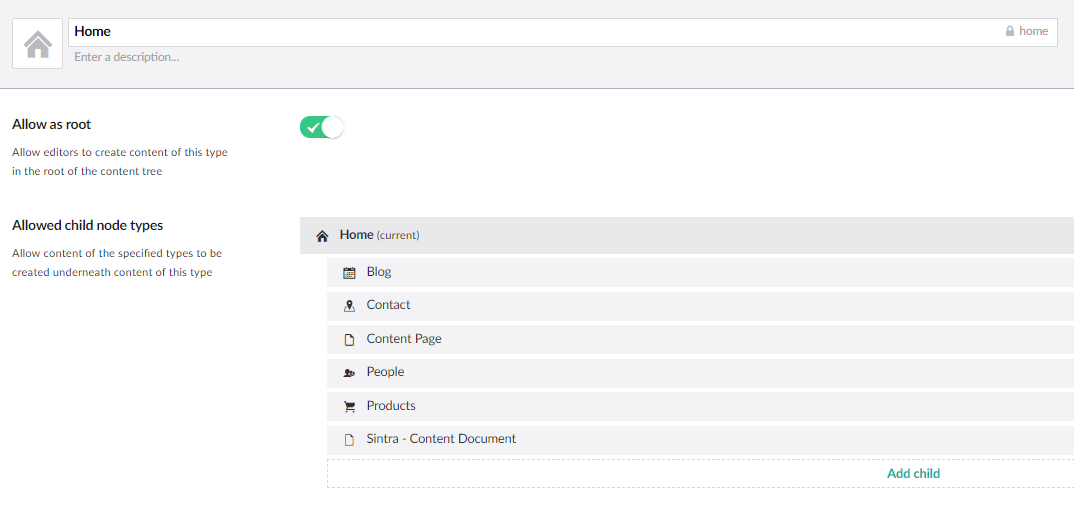 Home
home
Enter a description...
Allow as root
Allow editors to create content of this type
in the root of the content tree
Allowed child node types
Allow content of the specified types to be
created underneath content of this type
Home (current)
Blog
Contact
Content Page
People
Products
Sintra - Content Document
Add child